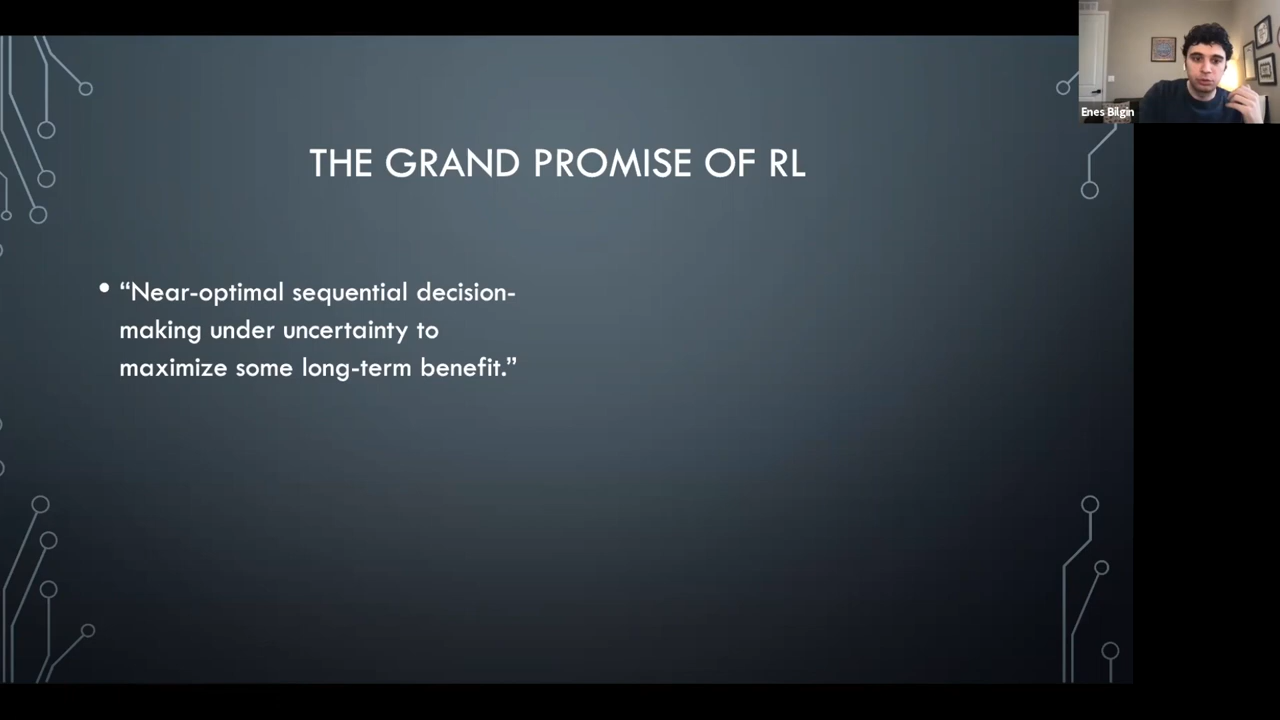 Enes Bilgin
THE GRAND PROMISE OF RL
• “Near-optimal sequential decision-
making under uncertainty to
maximize some long-term benefit.”